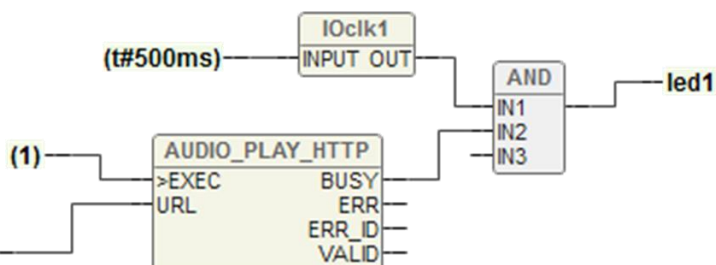 IOclk1
(t#500ms) INPUT OUT
AND
led1
IN1
IN2
IN3
AUDIO_PLAY_HTTP
(1) >EXEC BUSY
URL ERR
ERR_ID
VALID